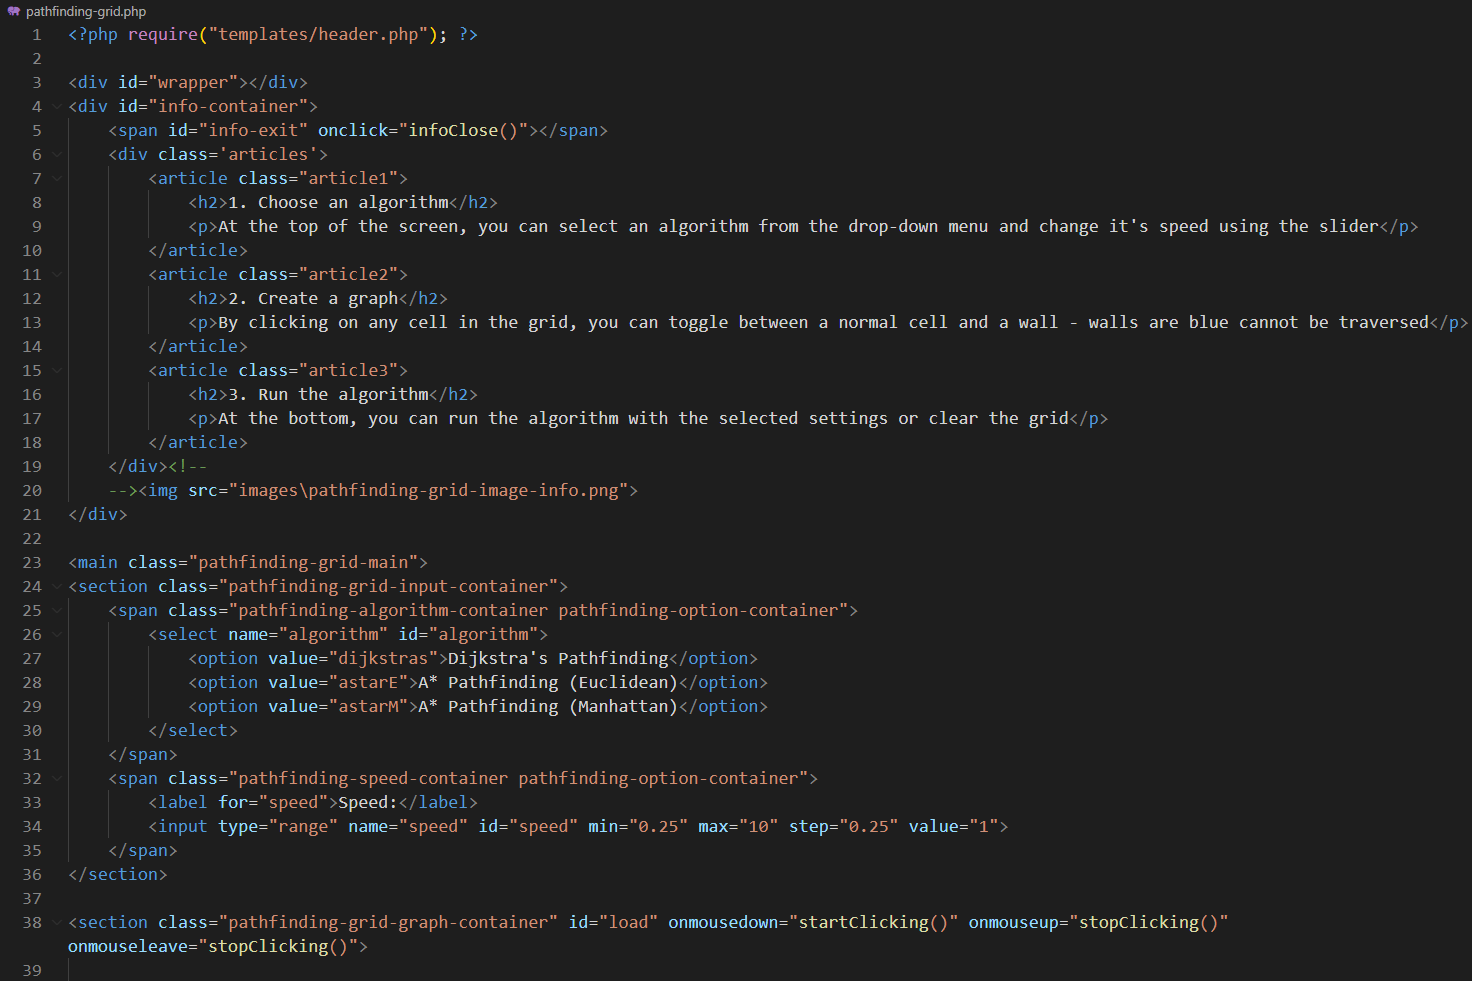 pathfinding-grid.php
1 <?php require("templates/header.php"); ?>
2
3 <div id="wrapper"></div>
4 <div id="info-container">
5     <span id="info-exit" onclick="infoClose()"></span>
6     <div class='articles'>
7         <article class="article1">
8             <h2>1. Choose an algorithm</h2>
9             <p>At the top of the screen, you can select an algorithm from the drop-down menu and change it's speed using the slider</p>
10         </article>
11         <article class="article2">
12             <h2>2. Create a graph</h2>
13             <p>By clicking on any cell in the grid, you can toggle between a normal cell and a wall - walls are blue cannot be traversed</p>
14         </article>
15         <article class="article3">
16             <h2>3. Run the algorithm</h2>
17             <p>At the bottom, you can run the algorithm with the selected settings or clear the grid</p>
18         </article>
19     </div><!--
20     --><img src="images\pathfinding-grid-image-info.png">
21 </div>
22
23 <main class="pathfinding-grid-main">
24 <section class="pathfinding-grid-input-container">
25     <span class="pathfinding-algorithm-container pathfinding-option-container">
26         <select name="algorithm" id="algorithm">
27             <option value="dijkstras">Dijkstra's Pathfinding</option>
28             <option value="astarE">A* Pathfinding (Euclidean)</option>
29             <option value="astarM">A* Pathfinding (Manhattan)</option>
30         </select>
31     </span>
32     <span class="pathfinding-speed-container pathfinding-option-container">
33         <label for="speed">Speed:</label>
34         <input type="range" name="speed" id="speed" min="0.25" max="10" step="0.25" value="1">
35     </span>
36 </section>
37
38 <section class="pathfinding-grid-graph-container" id="load" onmousedown="startClicking()" onmouseup="stopClicking()"
onmouseleave="stopClicking()">
39